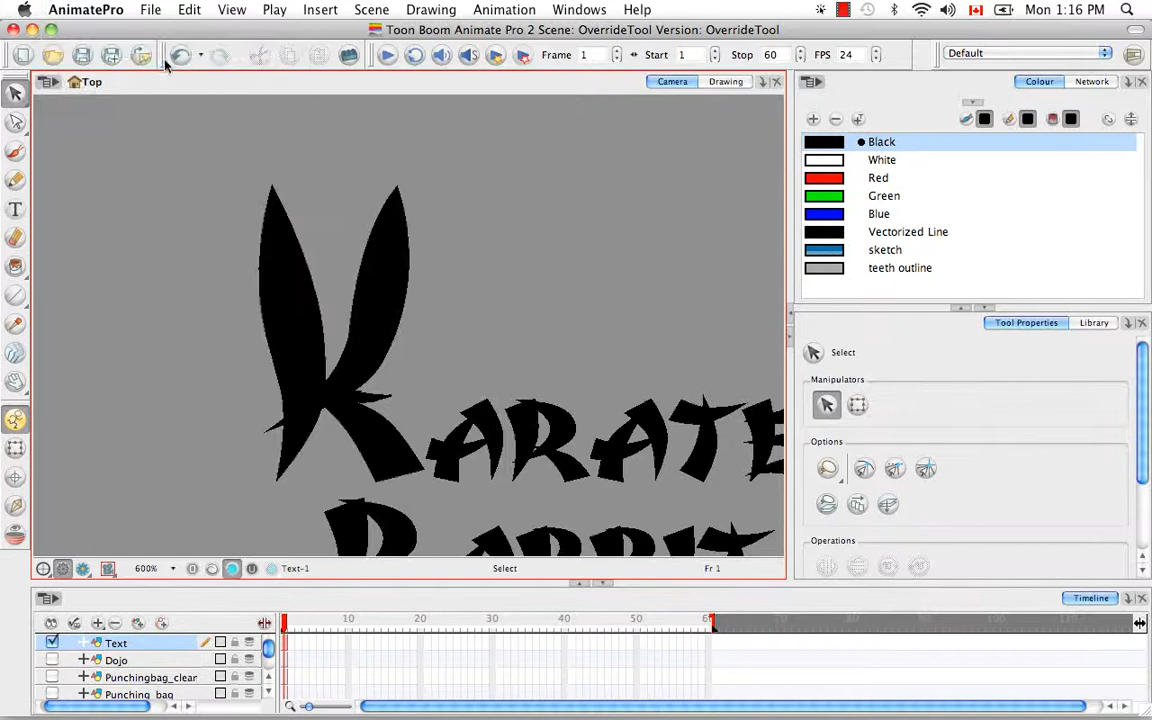 AnimatePro File Edit View Play Insert Scene Drawing Animation Windows Help Mon 1:16 PM
Toon Boom Animate Pro 2 Scene: OverrideTool Version: OverrideTool
Frame 1 Start 1 Stop 60 FPS 24 Default
Top Camera Drawing Colour Network
Black
White
Red
Green
Blue
Vectorized Line
sketch
teeth outline
Tool Properties Library
Select
Manipulators
Options
Operations
KARATE
RABBIT
600% Text-1 Select Fr 1
Timeline
10 20 30 40 50
Text
Dojo
Punchingbag_clear
Punching_bag